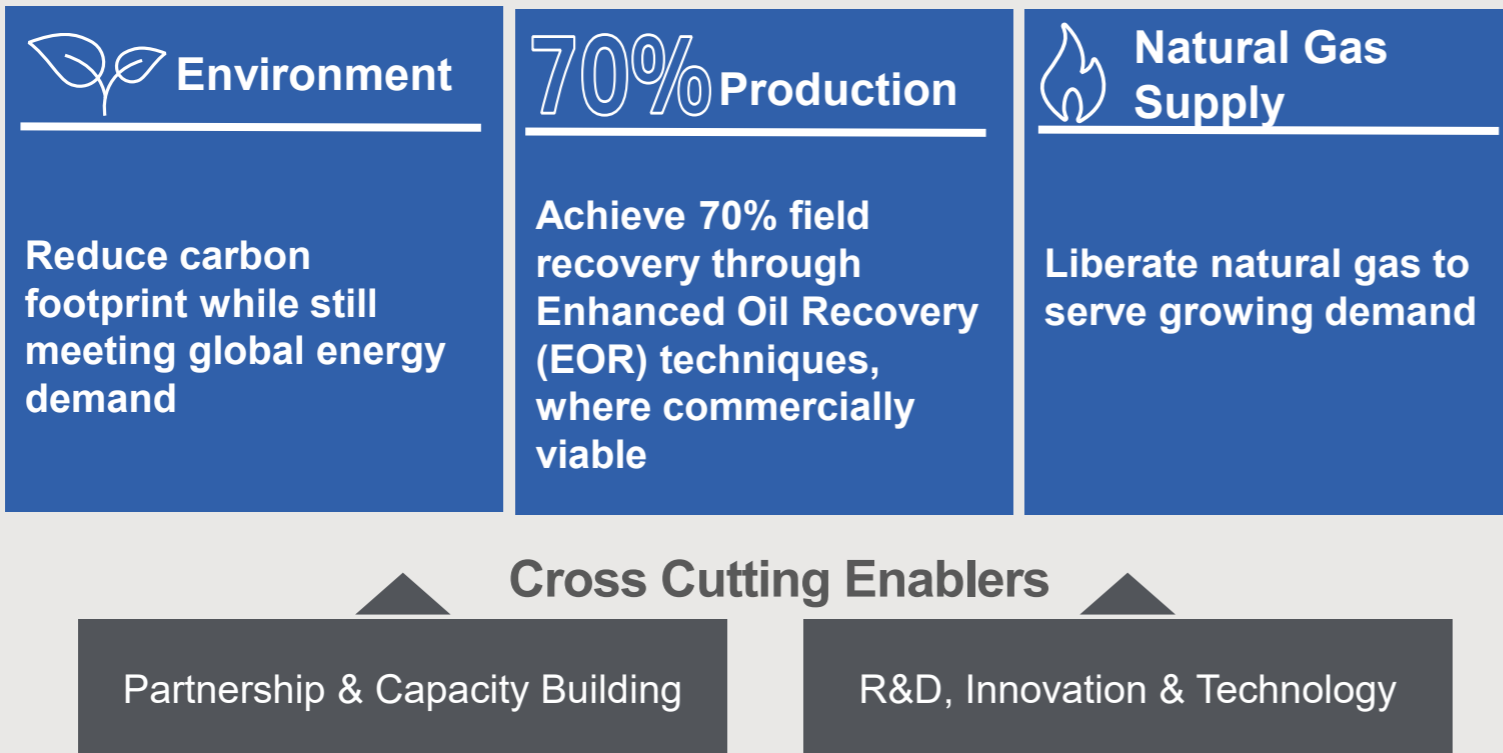 Environment
Reduce carbon
footprint while still
meeting global energy
demand
70% Production
Achieve 70% field
recovery through
Enhanced Oil Recovery
(EOR) techniques,
where commercially
viable
Natural Gas
Supply
Liberate natural gas to
serve growing demand
Cross Cutting Enablers
Partnership & Capacity Building
R&D, Innovation & Technology